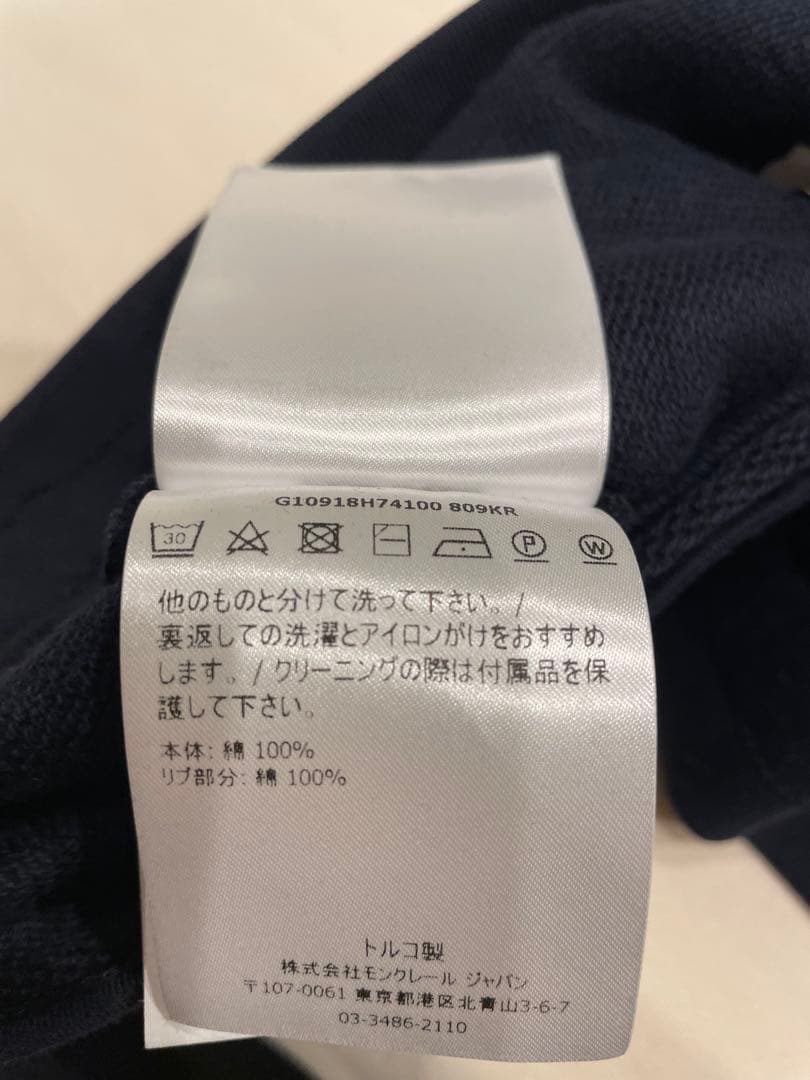 G10918H74100 809KR
30
P
W
他のものと分けて洗って下さい。/
裏返しての洗濯とアイロンがけをおすすめ
します。/ クリーニングの際は付属品を保
護して下さい。
本体: 綿 100%
リブ部分: 綿 100%
トルコ製
株式会社モンクレール ジャパン
〒107-0061 東京都港区北青山3-6-7
03-3486-2110